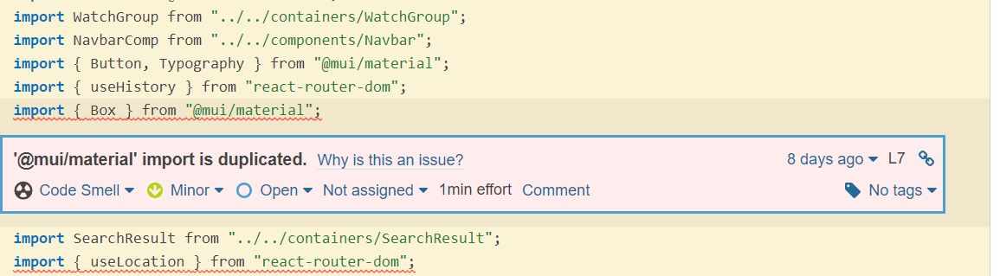 import WatchGroup from "../../containers/WatchGroup";
import NavbarComp from "../../components/Navbar";
import { Button, Typography } from "@mui/material";
import { useHistory } from "react-router-dom";
import { Box } from "@mui/material";
'@mui/material' import is duplicated. Why is this an issue? 8 days ago L7
Code Smell Minor Open Not assigned 1min effort Comment No tags
import SearchResult from "../../containers/SearchResult";
import { useLocation } from "react-router-dom";